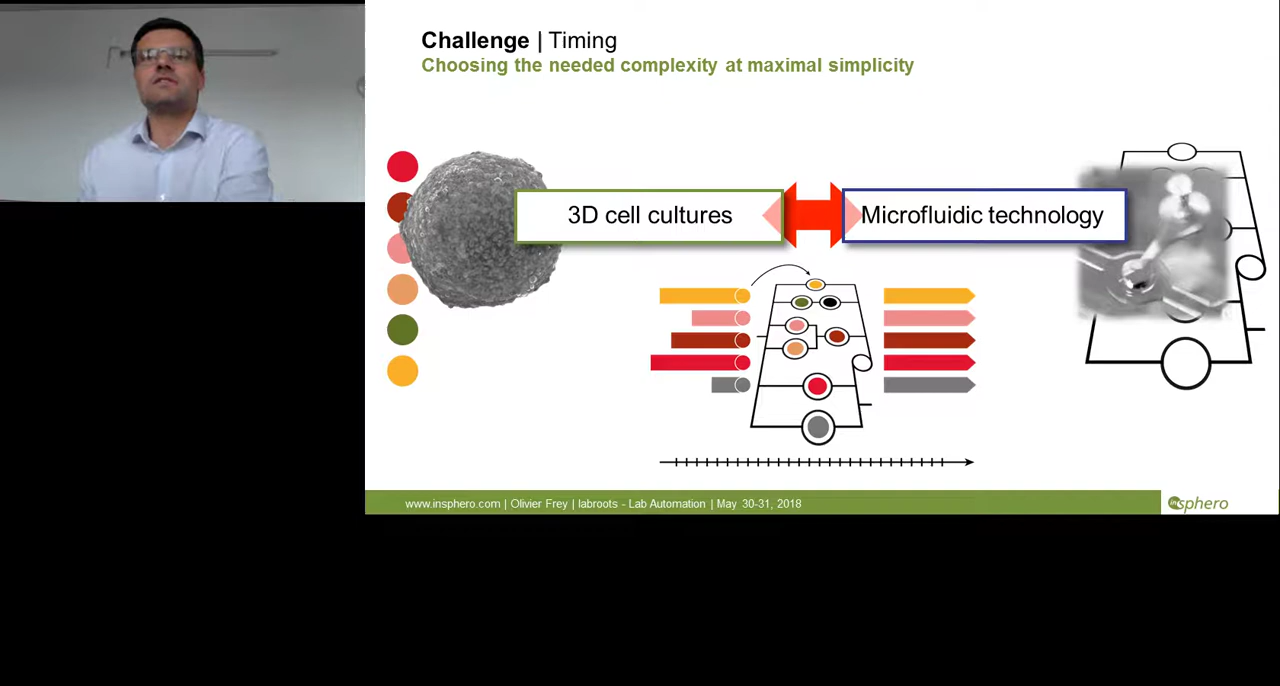 Challenge | Timing
Choosing the needed complexity at maximal simplicity
3D cell cultures
Microfluidic technology
www.insphero.com | Olivier Frey | labroots - Lab Automation | May 30-31, 2018
insphero